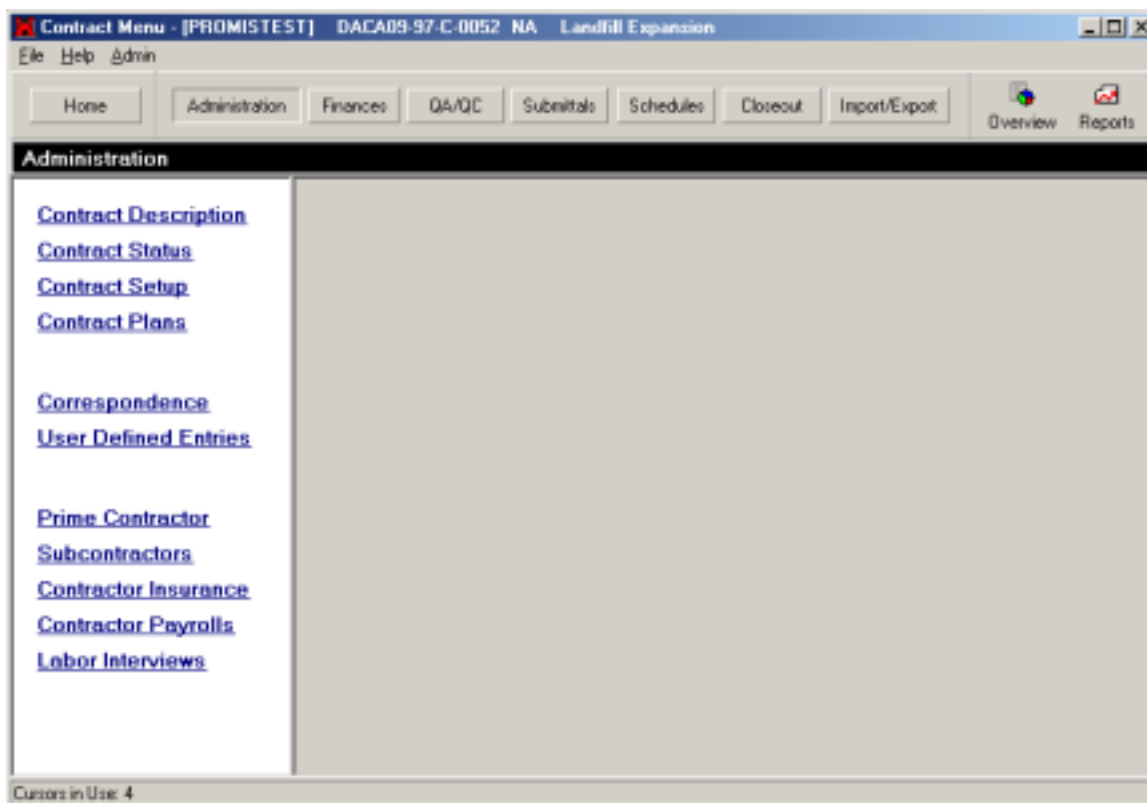 Contract Menu - [PROMISTEST] DACA09-97-C-0052 NA Landfill Expansion
File Help Admin
Home Administration Finances QA/QC Submittals Schedules Closeout Import/Export Overview Reports
Administration
Contract Description
Contract Status
Contract Setup
Contract Plans
Correspondence
User Defined Entries
Prime Contractor
Subcontractors
Contractor Insurance
Contractor Payrolls
Labor Interviews
Cursors in Use: 4